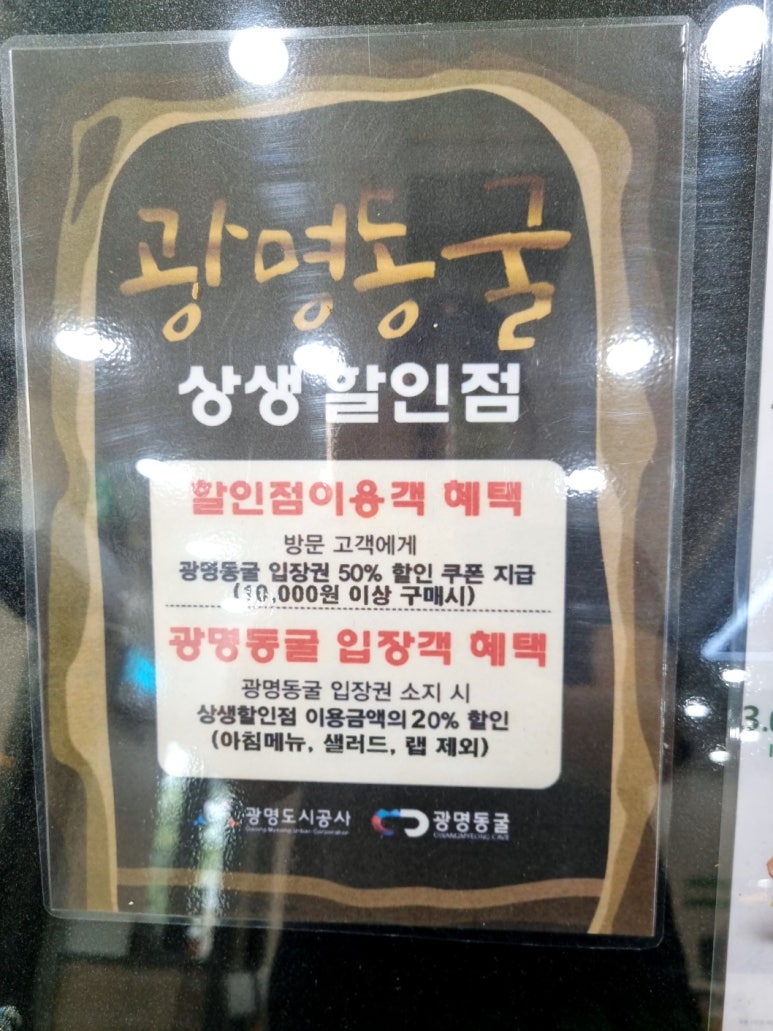 광명동굴
상생 할인점
할인점이용객 혜택
방문 고객에게
광명동굴 입장권 50% 할인 쿠폰 지급
(10,000원 이상 구매시)
광명동굴 입장객 혜택
광명동굴 입장권 소지 시
상생할인점 이용금액의 20% 할인
(아침메뉴, 샐러드, 랩 제외)
광명도시공사
광명동굴
GWANGMYEONG CAVE